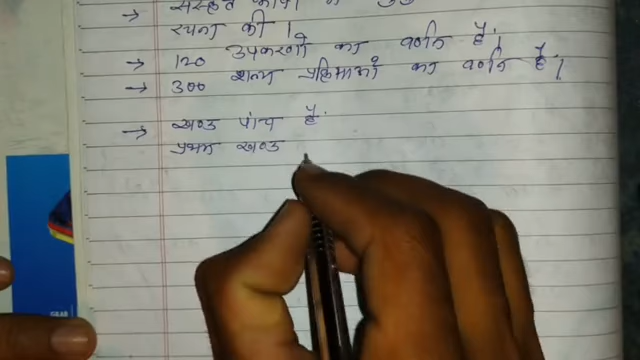 संस्कृत भाषा में
रचना की ।
→ 120 उपकरणों का वर्णन है ।
→ 300 शल्य प्रक्रियाओं का वर्णन है ।
→ खण्ड पांच है ।
प्रथम खण्ड